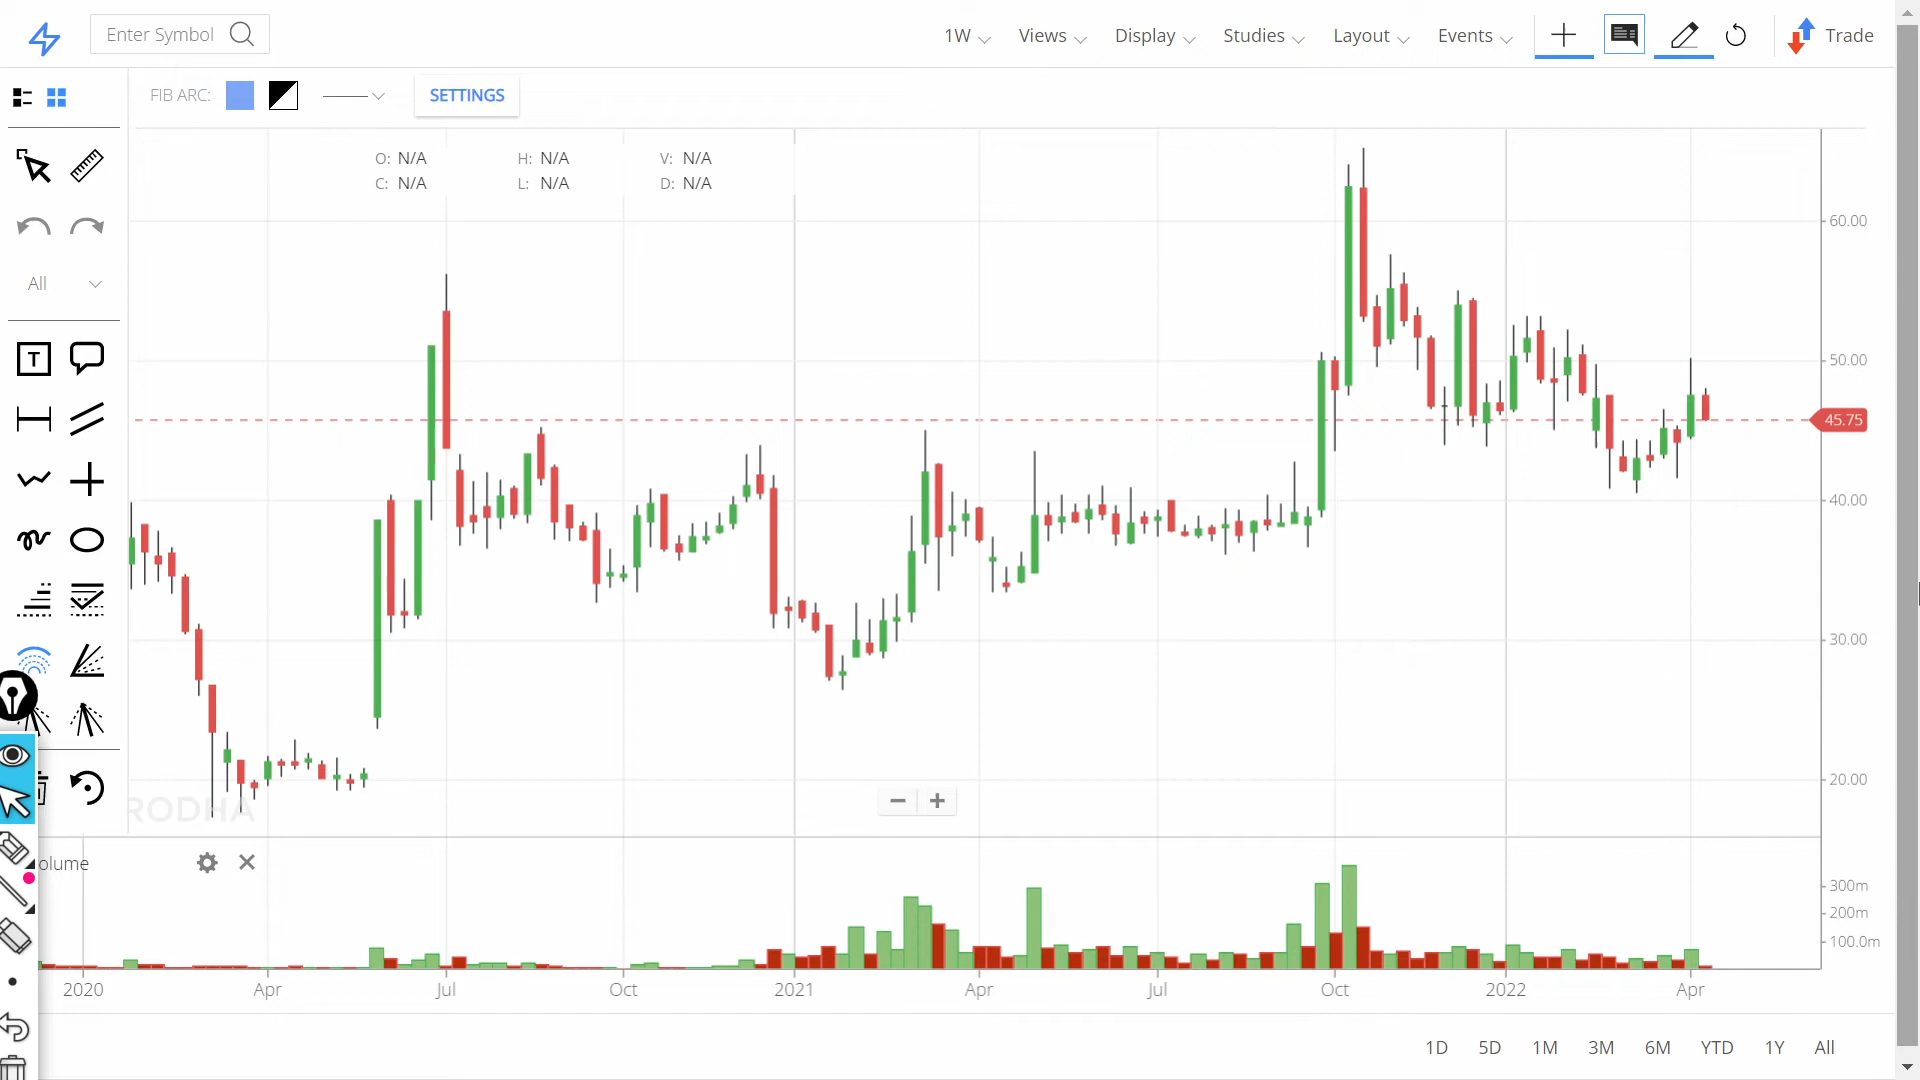 Enter Symbol
1W Views Display Studies Layout Events Trade
FIB ARC: SETTINGS
O: N/A H: N/A V: N/A
C: N/A L: N/A D: N/A
All
T
60.00
50.00
45.75
40.00
30.00
20.00
RODHA
olume
300m
200m
100.0m
2020 Apr Jul Oct 2021 Apr Jul Oct 2022 Apr
1D 5D 1M 3M 6M YTD 1Y All